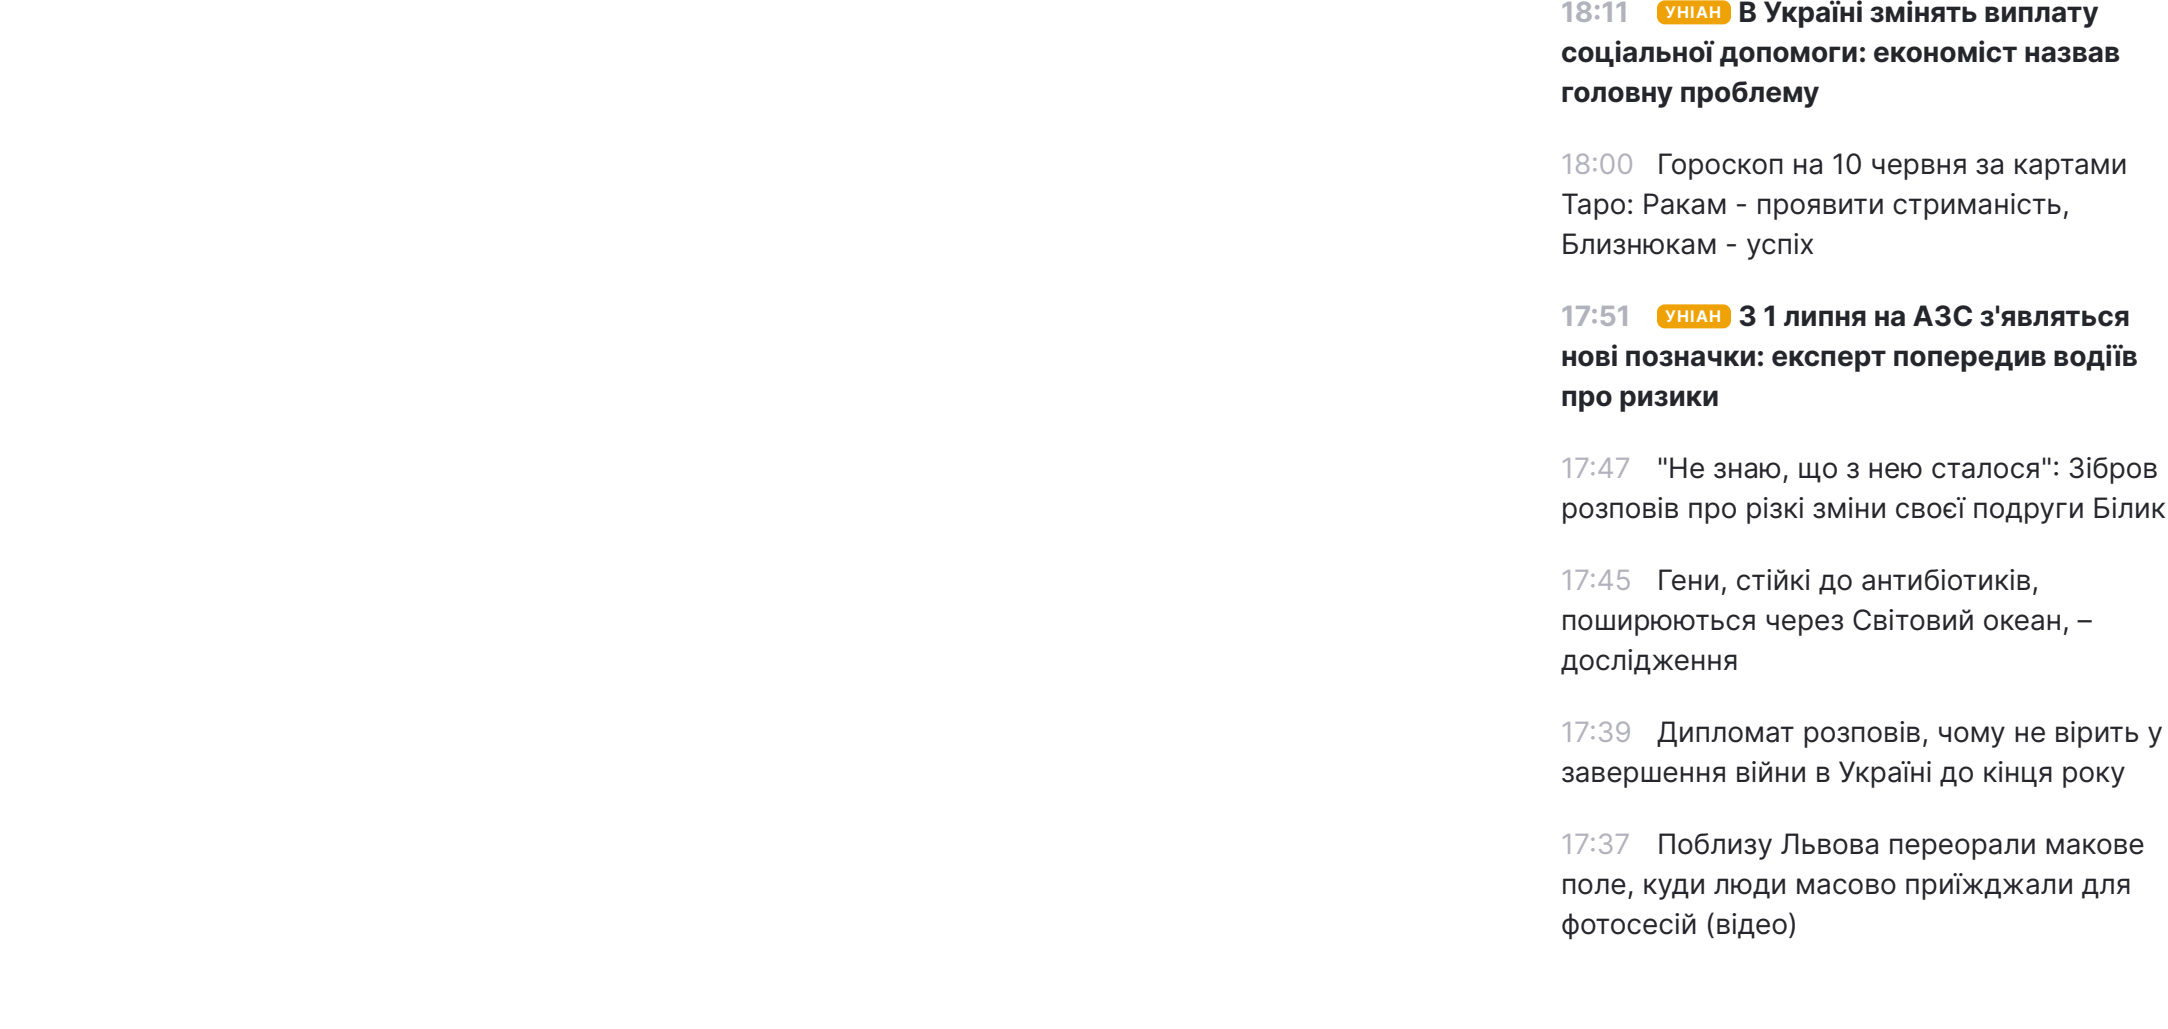 18:11 УНІАН В Україні змінять виплату
соціальної допомоги: економіст назвав
головну проблему
18:00 Гороскоп на 10 червня за картами
Таро: Ракам - проявити стриманість,
Близнюкам - успіх
17:51 УНІАН З 1 липня на АЗС з'являться
нові позначки: експерт попередив водіїв
про ризики
17:47 "Не знаю, що з нею сталося": Зібров
розповів про різкі зміни своєї подруги Білик
17:45 Гени, стійкі до антибіотиків,
поширюються через Світовий океан, –
дослідження
17:39 Дипломат розповів, чому не вірить у
завершення війни в Україні до кінця року
17:37 Поблизу Львова переорали макове
поле, куди люди масово приїжджали для
фотосесій (відео)